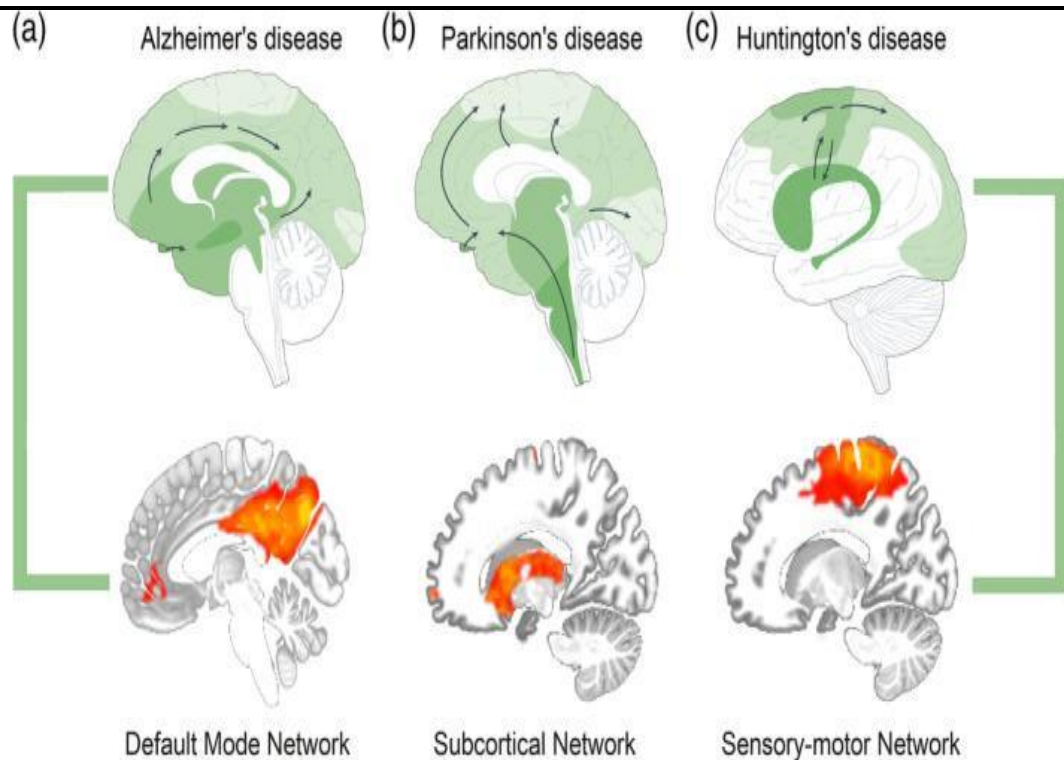 (a) Alzheimer's disease (b) Parkinson's disease (c) Huntington's disease
Default Mode Network Subcortical Network Sensory-motor Network